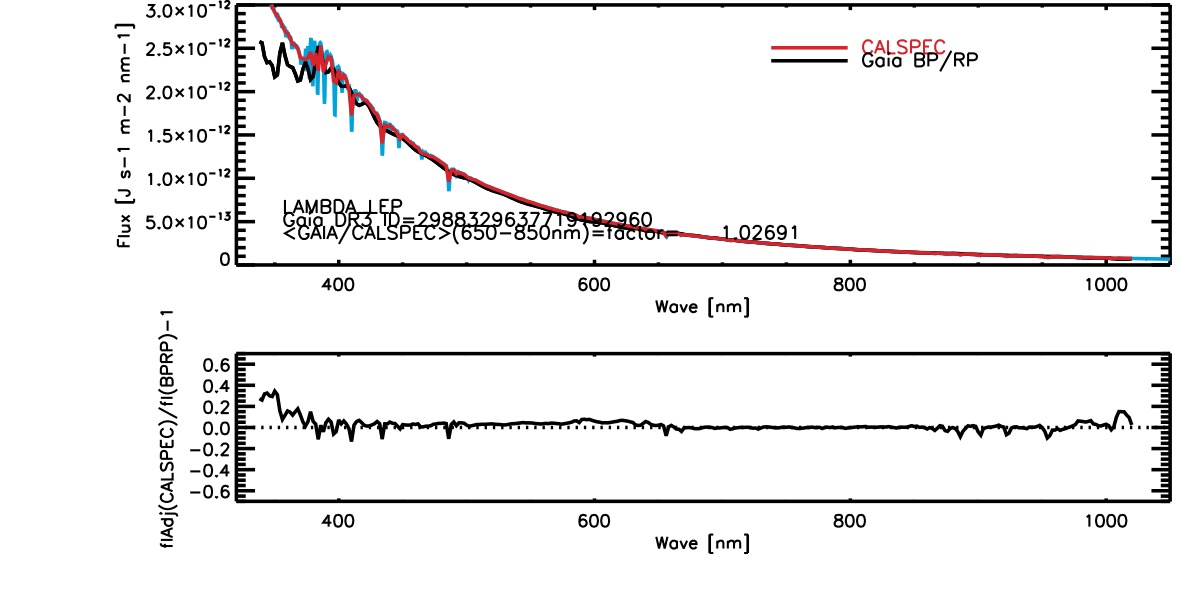 3.0×10−12
2.5×10−12
2.0×10−12
1.5×10−12
1.0×10−12
5.0×10−13
0
Flux [J s−1 m−2 nm−1]
CALSPEC
Gaia BP/RP
LAMBDA_LEP
Gaia DR3 ID=2988329637719192960
<GAIA/CALSPEC>(650−850nm)=factor= 1.02691
400 600 800 1000
Wave [nm]
0.6
0.4
0.2
0.0
−0.2
−0.4
−0.6
flAdj(CALSPEC)/fl(BPRP)−1
400 600 800 1000
Wave [nm]